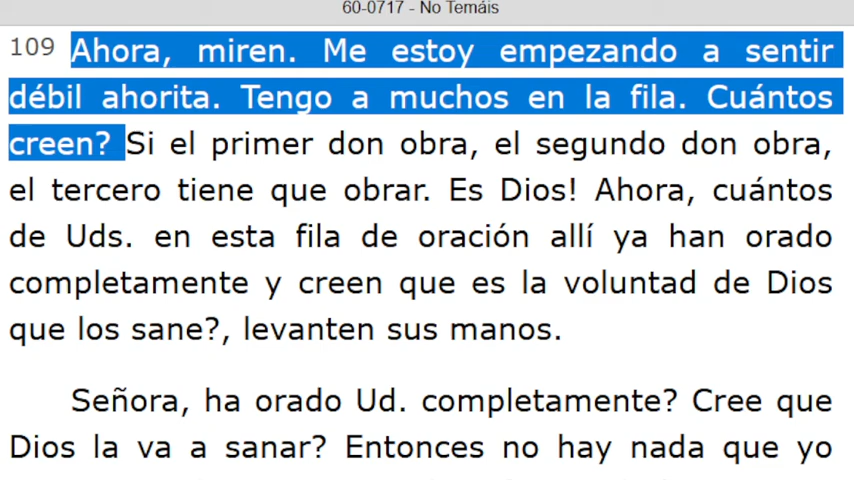 60-0717 - No Temáis
109 Ahora, miren. Me estoy empezando a sentir
débil ahorita. Tengo a muchos en la fila. Cuántos
creen? Si el primer don obra, el segundo don obra,
el tercero tiene que obrar. Es Dios! Ahora, cuántos
de Uds. en esta fila de oración allí ya han orado
completamente y creen que es la voluntad de Dios
que los sane?, levanten sus manos.
Señora, ha orado Ud. completamente? Cree que
Dios la va a sanar? Entonces no hay nada que yo